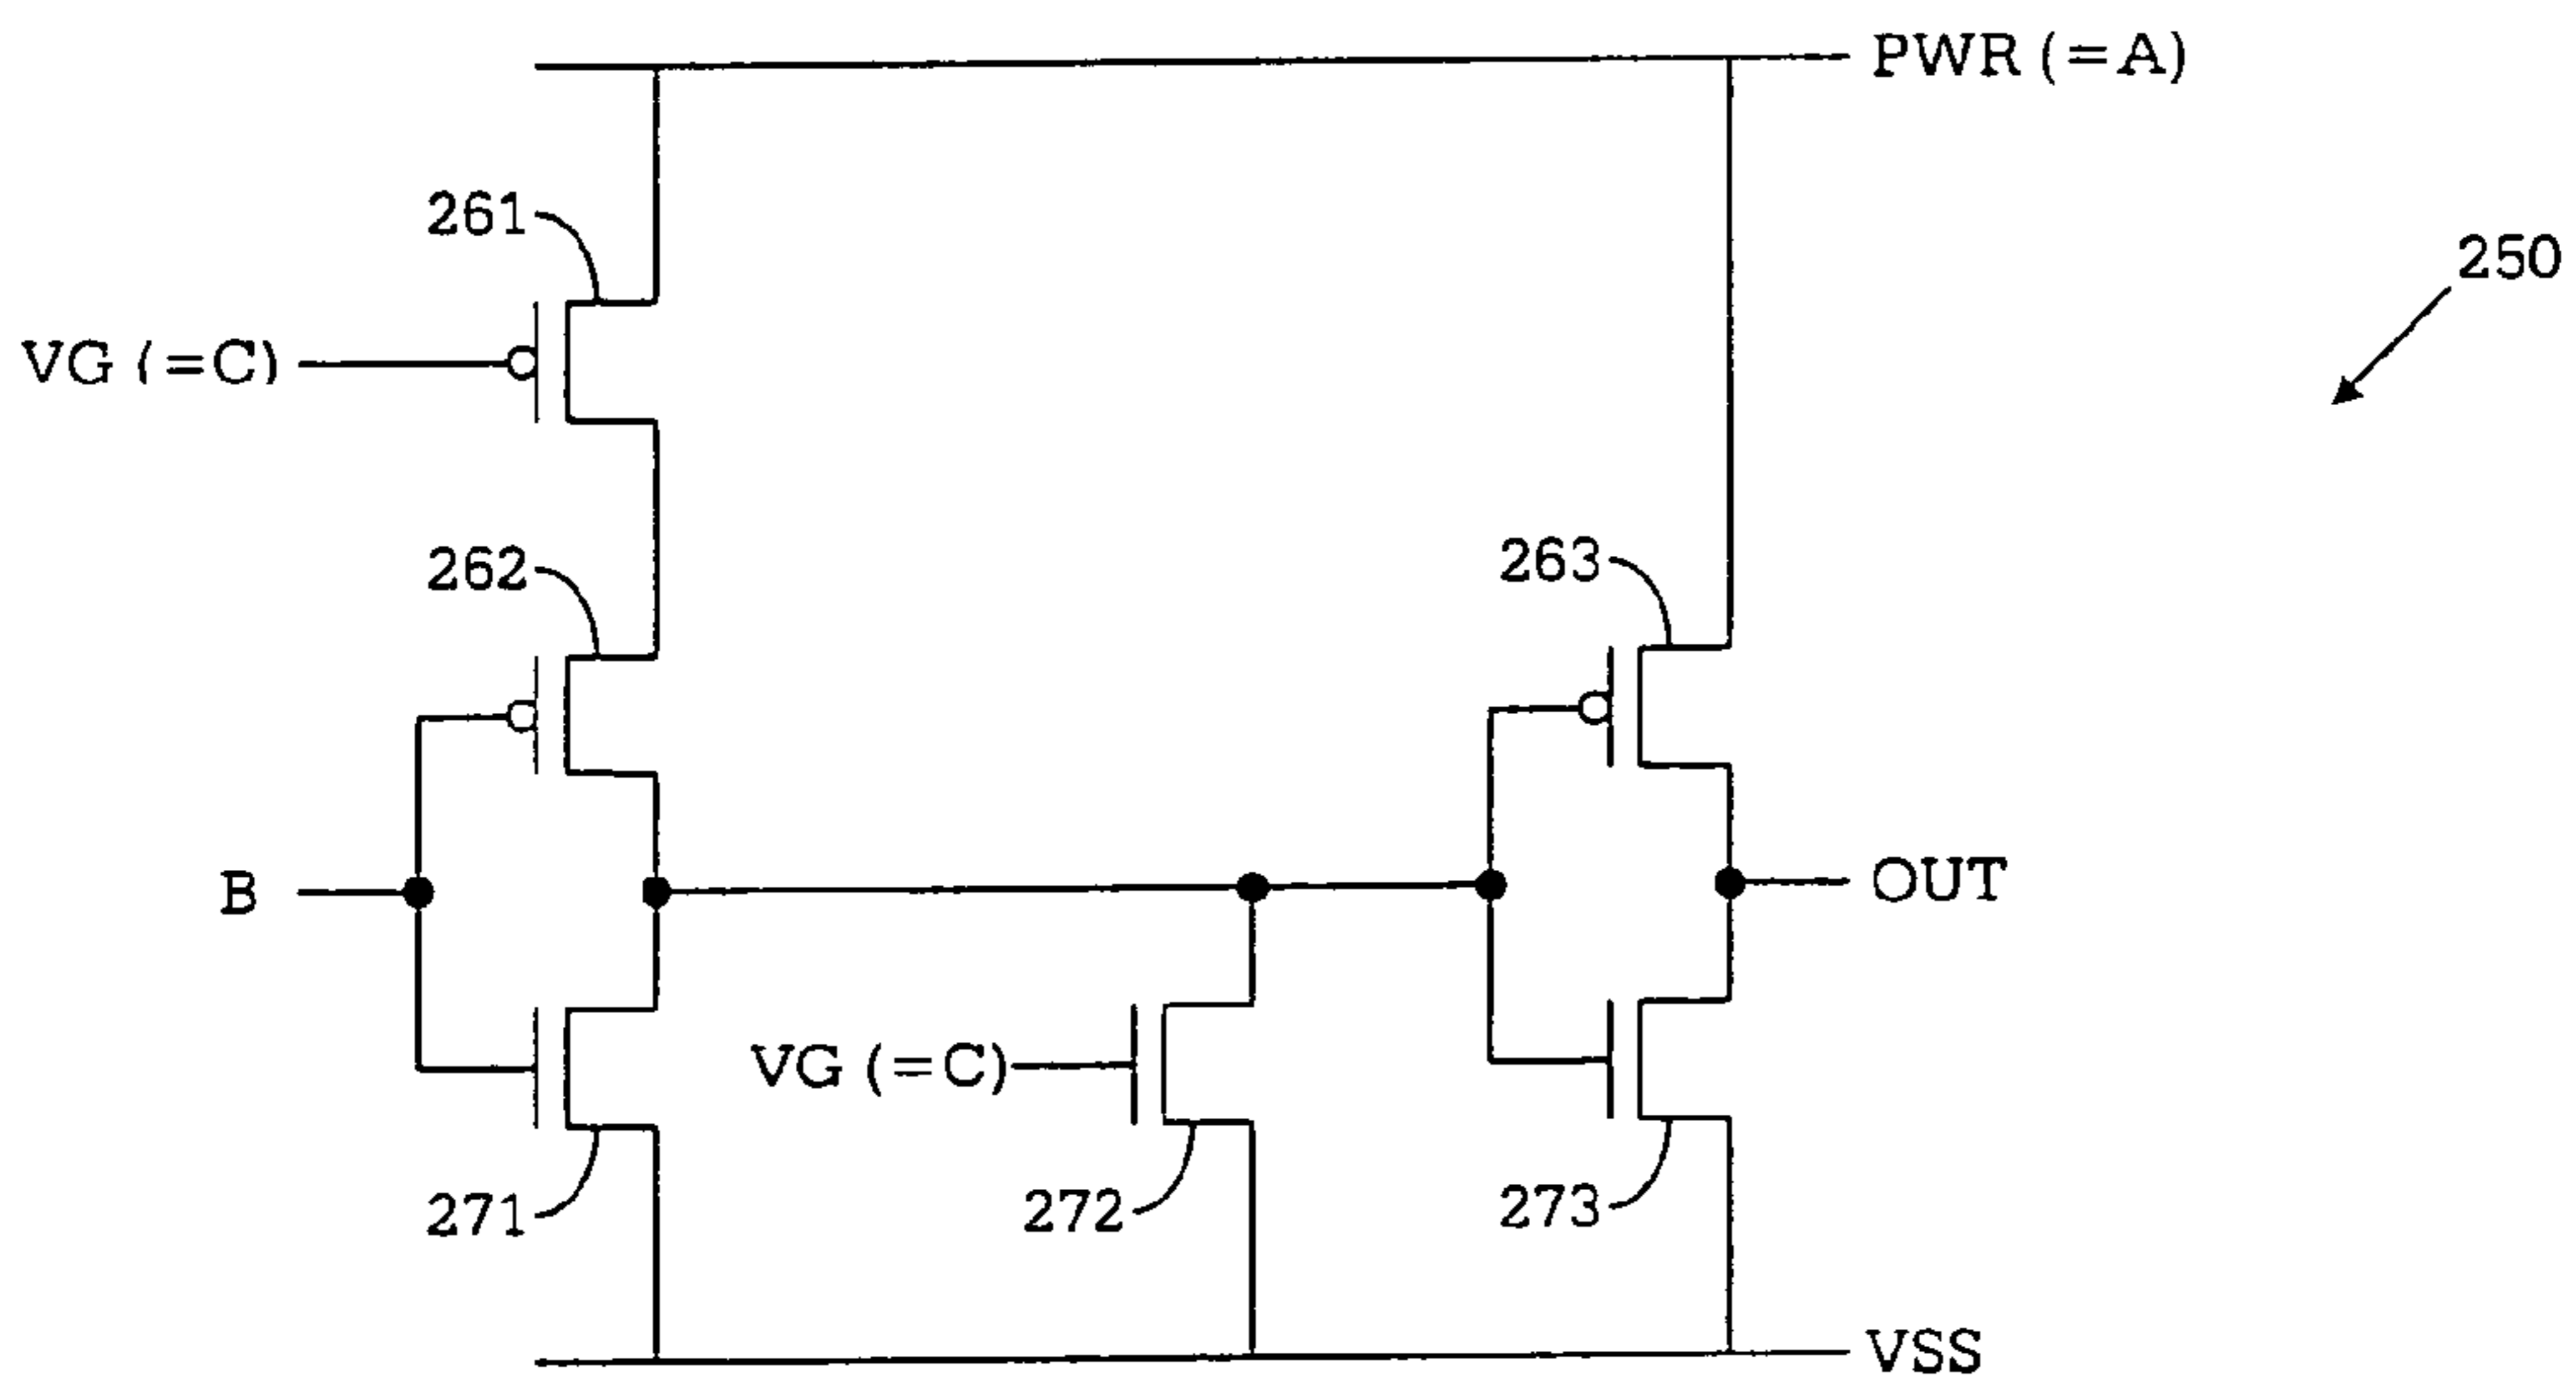 PWR (=A)
261
250
VG (=C)
262
263
B
OUT
VG (=C)
271
272
273
VSS